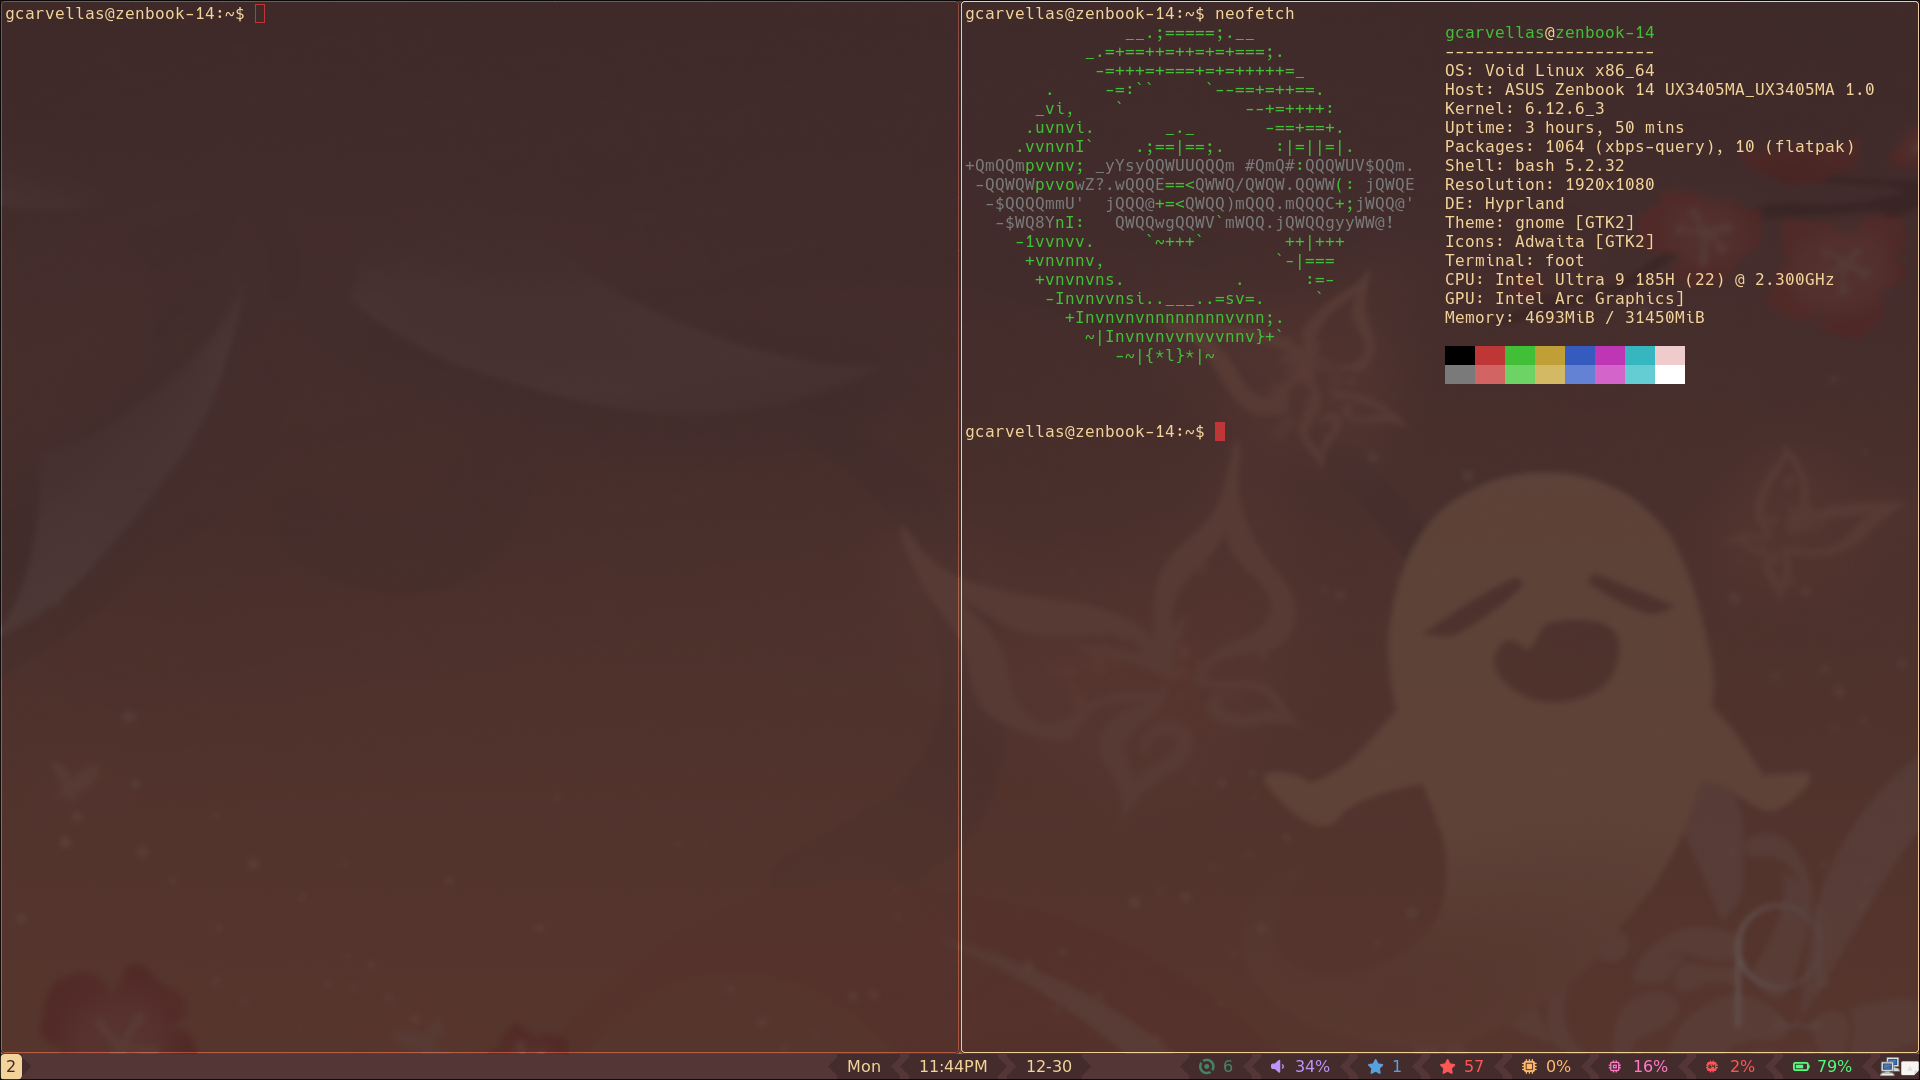 gcarvellas@zenbook-14:~$
gcarvellas@zenbook-14:~$ neofetch
__.;=====;.__
_.=+==++=++=+=+===;.
-=+++=+===+=+=+++++=_
.     -=:``     `--==+=++==.
_vi,    `            --+=++++:
.uvnvi.       _._       -==+==+.
.vvnvnI`    .;==|==;.     :|=||=|.
+QmQQmpvvnv; _yYsyQQWUUQQQm #QmQ#:QQQWUV$QQm.
-QQWQWpvvowZ?.wQQQE==<QWWQ/QWQW.QQWW(: jQWQE
-$QQQQmmU'  jQQQ@+=<QWQQ)mQQQ.mQQQC+;jWQQ@'
-$WQ8YnI:   QWQQwgQQWV`mWQQ.jQWQQgyyWW@!
-1vvnvv.     `~+++`        ++|+++
+vnvnnv,                 `-|===
+vnvnvns.           .      :=-
-Invnvvnsi..___..=sv=.     `
+Invnvnvnnnnnnnnvvnn;.
~|Invnvnvvnvvvnnv}+`
-~|{*l}*|~
gcarvellas@zenbook-14
---------------------
OS: Void Linux x86_64
Host: ASUS Zenbook 14 UX3405MA_UX3405MA 1.0
Kernel: 6.12.6_3
Uptime: 3 hours, 50 mins
Packages: 1064 (xbps-query), 10 (flatpak)
Shell: bash 5.2.32
Resolution: 1920x1080
DE: Hyprland
Theme: gnome [GTK2]
Icons: Adwaita [GTK2]
Terminal: foot
CPU: Intel Ultra 9 185H (22) @ 2.300GHz
GPU: Intel Arc Graphics]
Memory: 4693MiB / 31450MiB
gcarvellas@zenbook-14:~$
2 Mon 11:44PM 12-30 6 34% 1 57 0% 16% 2% 79%